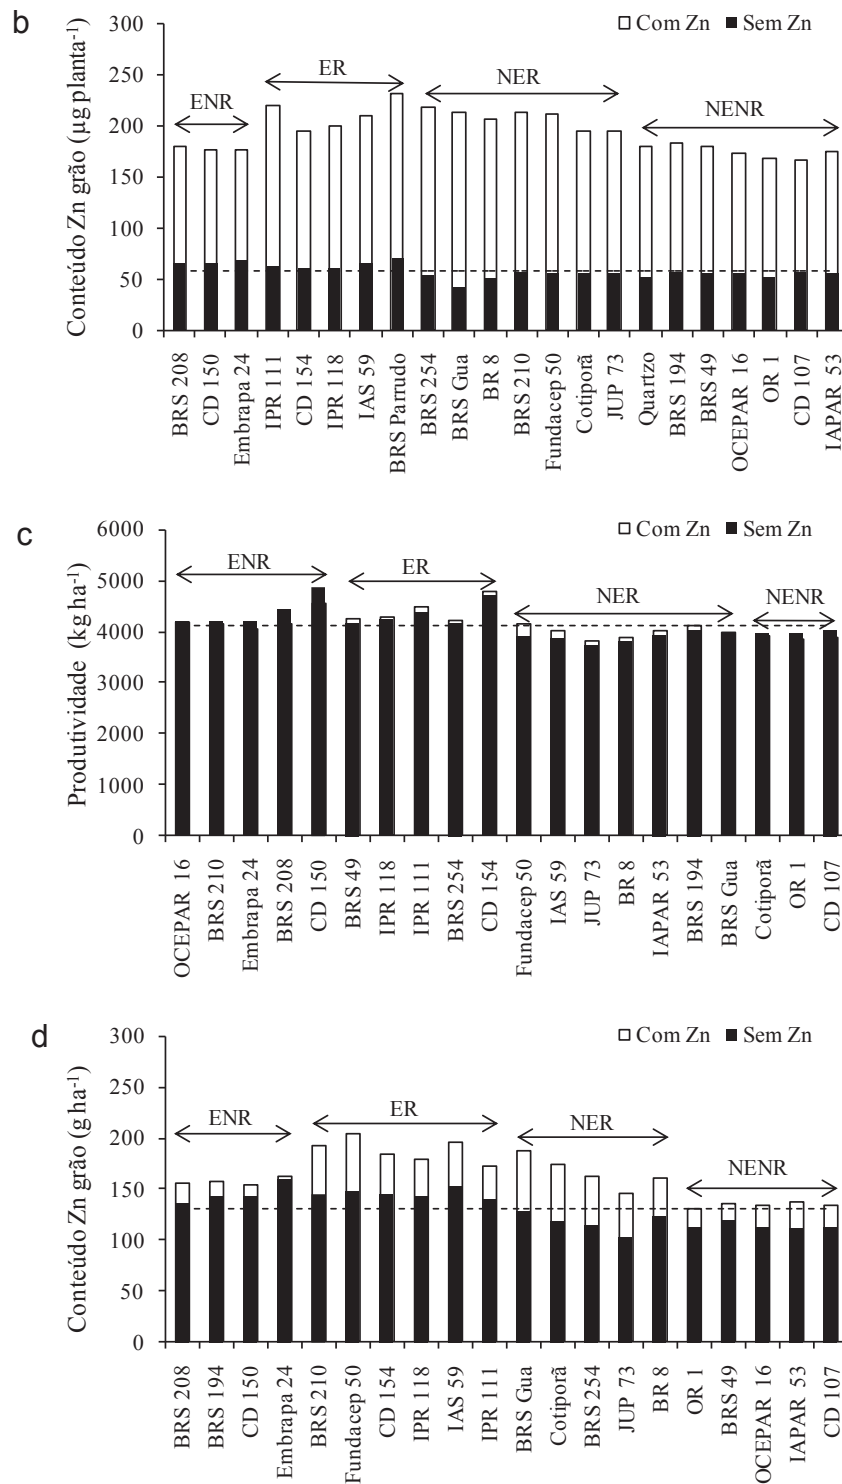 b
Conteúdo Zn grão (µg planta-1)
300
250
200
150
100
50
0
Com Zn Sem Zn
ENR
ER
NER
NENR
BRS 208
CD 150
Embrapa 24
IPR 111
CD 154
IPR 118
IAS 59
BRS Parrudo
BRS 254
BRS Gua
BR 8
BRS 210
Fundacep 50
Cotiporã
JUP 73
Quartzo
BRS 194
BRS 49
OCEPAR 16
OR 1
CD 107
IAPAR 53
c
Produtividade (kg ha-1)
6000
5000
4000
3000
2000
1000
0
Com Zn Sem Zn
ENR
ER
NER
NENR
OCEPAR 16
BRS 210
Embrapa 24
BRS 208
CD 150
BRS 49
IPR 118
IPR 111
BRS 254
CD 154
Fundacep 50
IAS 59
JUP 73
BR 8
IAPAR 53
BRS 194
BRS Gua
Cotiporã
OR 1
CD 107
d
Conteúdo Zn grão (g ha-1)
300
250
200
150
100
50
0
Com Zn Sem Zn
ENR
ER
NER
NENR
BRS 208
BRS 194
CD 150
Embrapa 24
BRS 210
Fundacep 50
CD 154
IPR 118
IAS 59
IPR 111
BRS Gua
Cotiporã
BRS 254
JUP 73
BR 8
OR 1
BRS 49
OCEPAR 16
IAPAR 53
CD 107